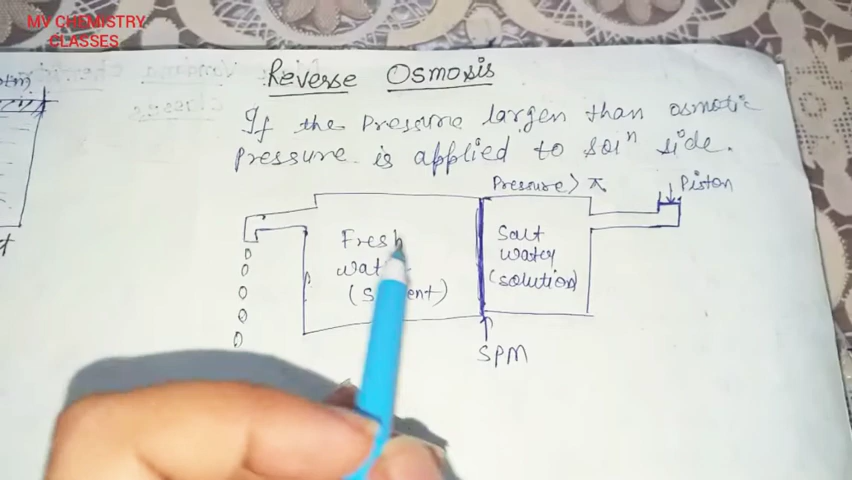 MV CHEMISTRY
CLASSES
Reverse Osmosis
If the Pressure largen than osmotic
Pressure is applied to Solⁿ side.
Pressure > π
Piston
Fresh
water
(Solvent)
Salt
water
(solution)
SPM